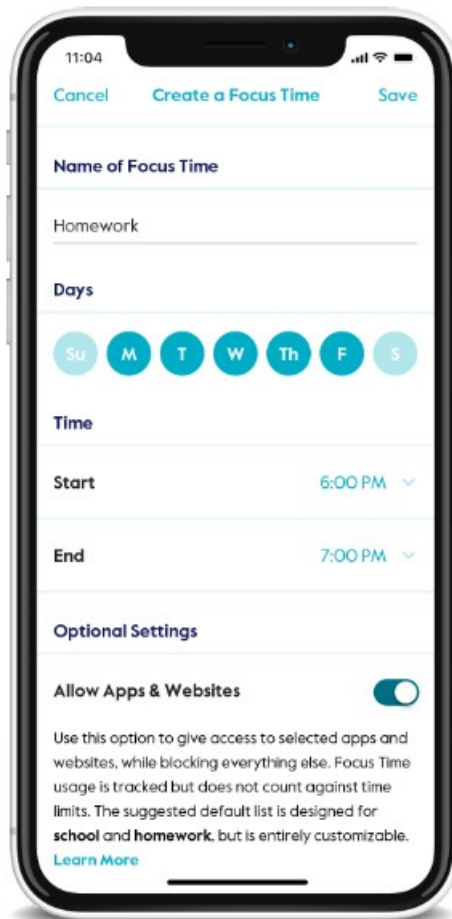 11:04
Cancel Create a Focus Time Save
Name of Focus Time
Homework
Days
Su M T W Th F S
Time
Start 6:00 PM
End 7:00 PM
Optional Settings
Allow Apps & Websites
Use this option to give access to selected apps and
websites, while blocking everything else. Focus Time
usage is tracked but does not count against time
limits. The suggested default list is designed for
school and homework, but is entirely customizable.
Learn More